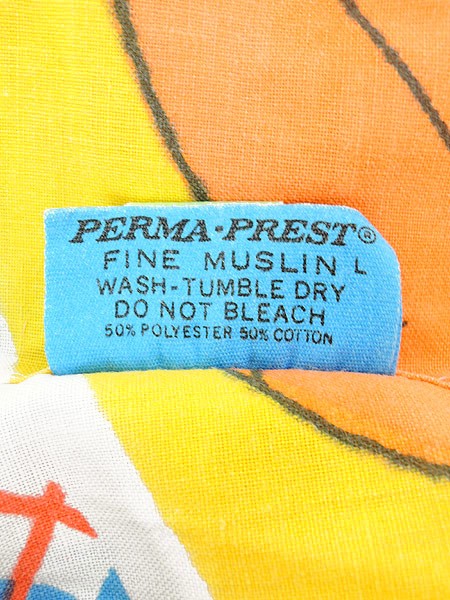 PERMA-PREST®
FINE MUSLIN L
WASH-TUMBLE DRY
DO NOT BLEACH
50% POLYESTER 50% COTTON